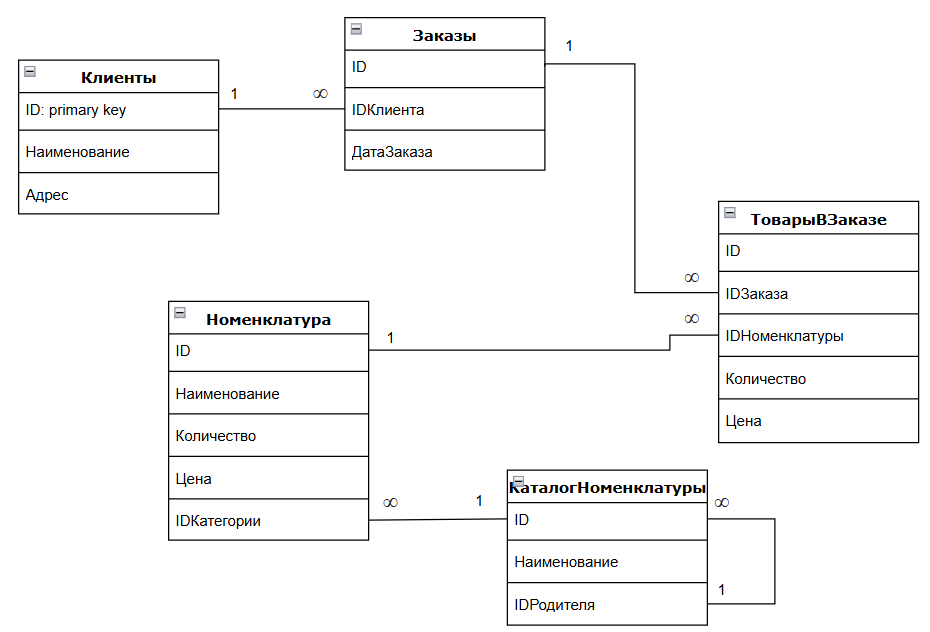 Клиенты
ID: primary key
Наименование
Адрес
1
∞
Заказы
ID
IDКлиента
ДатаЗаказа
1
∞
ТоварыВЗаказе
ID
IDЗаказа
IDНоменклатуры
Количество
Цена
Номенклатура
ID
Наименование
Количество
Цена
IDКатегории
1
∞
∞
1
КаталогНоменклатуры
ID
Наименование
IDРодителя
∞
1